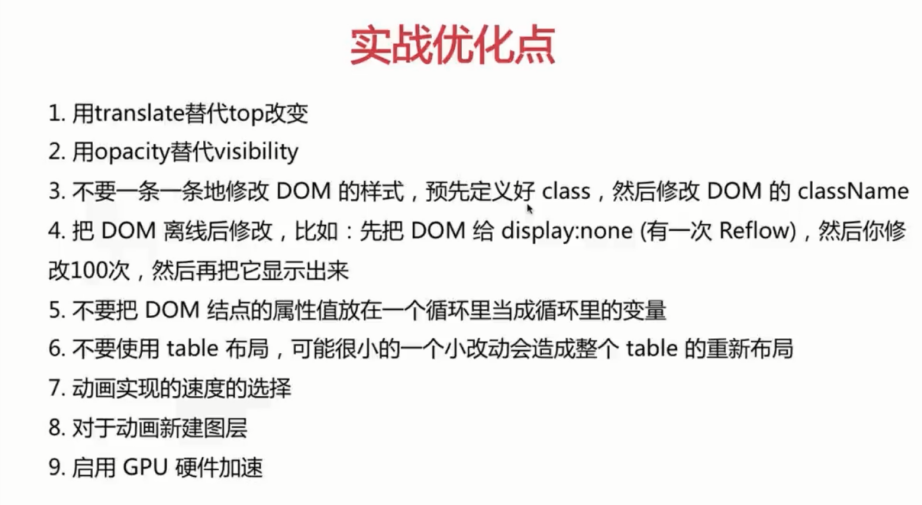 实战优化点
1. 用translate替代top改变
2. 用opacity替代visibility
3. 不要一条一条地修改 DOM 的样式，预先定义好 class，然后修改 DOM 的 className
4. 把 DOM 离线后修改，比如：先把 DOM 给 display:none (有一次 Reflow)，然后你修
改100次，然后再把它显示出来
5. 不要把 DOM 结点的属性值放在一个循环里当成循环里的变量
6. 不要使用 table 布局，可能很小的一个小改动会造成整个 table 的重新布局
7. 动画实现的速度的选择
8. 对于动画新建图层
9. 启用 GPU 硬件加速